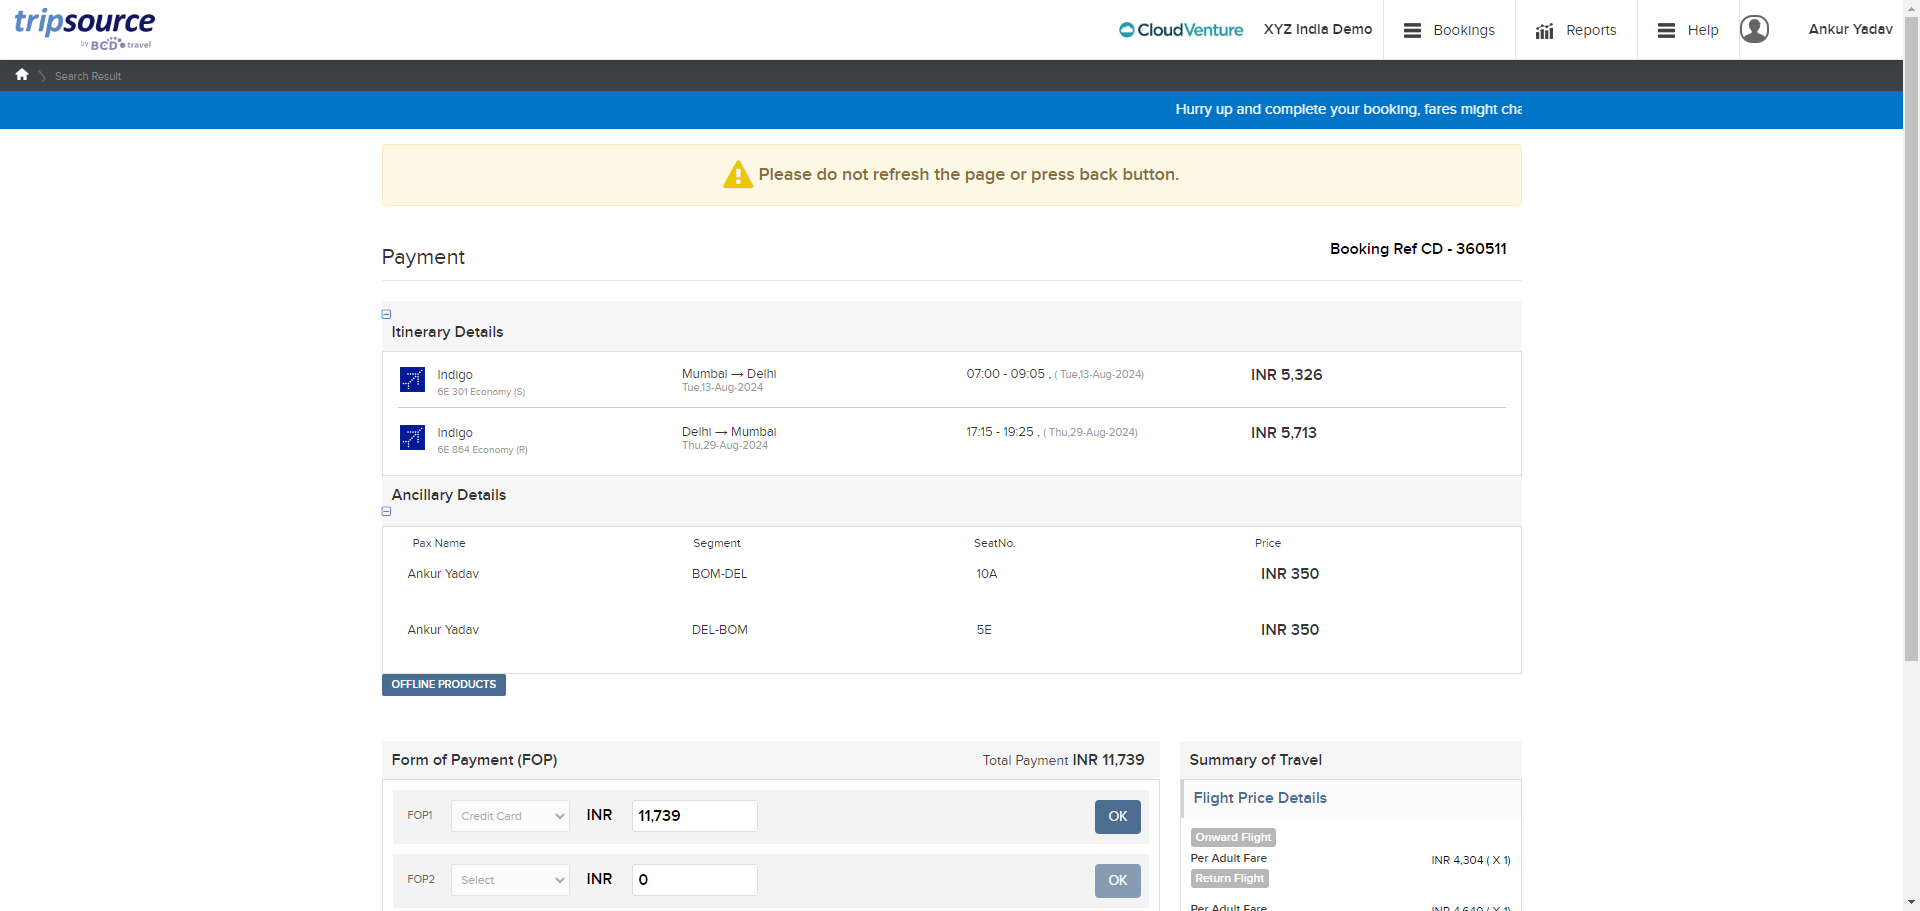 tripsource
by BCD travel
CloudVenture
XYZ India Demo
Bookings
Reports
Help
Ankur Yadav
Search Result
Hurry up and complete your booking, fares might cha
Please do not refresh the page or press back button.
Payment
Booking Ref CD - 360511
Itinerary Details
Indigo
6E 301 Economy (S)
Mumbai → Delhi
Tue,13-Aug-2024
07:00 - 09:05 , ( Tue,13-Aug-2024)
INR 5,326
Indigo
6E 864 Economy (R)
Delhi → Mumbai
Thu,29-Aug-2024
17:15 - 19:25 , ( Thu,29-Aug-2024)
INR 5,713
Ancillary Details
Pax Name Segment SeatNo. Price
Ankur Yadav BOM-DEL 10A INR 350
Ankur Yadav DEL-BOM 5E INR 350
OFFLINE PRODUCTS
Form of Payment (FOP)
Total Payment INR 11,739
FOP1 Credit Card INR 11,739 OK
FOP2 Select INR 0 OK
Summary of Travel
Flight Price Details
Onward Flight
Per Adult Fare INR 4,304 ( X 1)
Return Flight
Per Adult Fare INR 4,640 ( X 1)